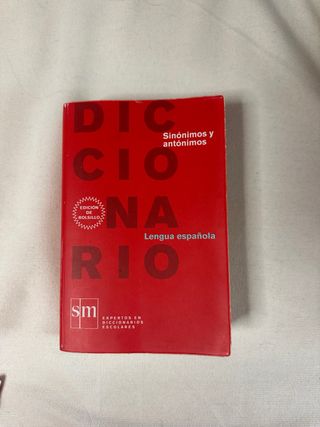 DIC
CIO
NA
RIO
Sinónimos y
antónimos
EDICIÓN
DE
BOLSILLO
Lengua española
sm
EXPERTOS EN
DICCIONARIOS
ESCOLARES